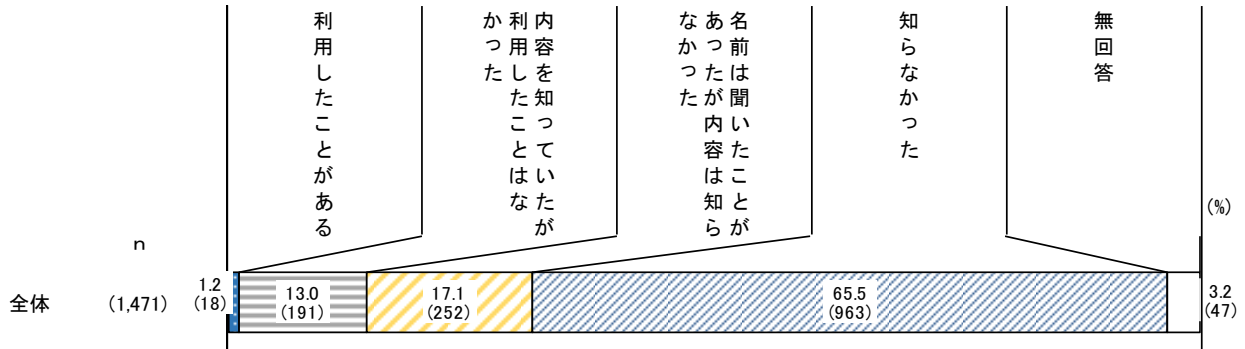 利用したことがある
内容を知っていたが
利用したことはな
かった
名前は聞いたことが
あったが内容は知ら
なかった
知らなかった
無回答
(%)
n
全体
(1,471)
1.2
(18)
13.0
(191)
17.1
(252)
65.5
(963)
3.2
(47)